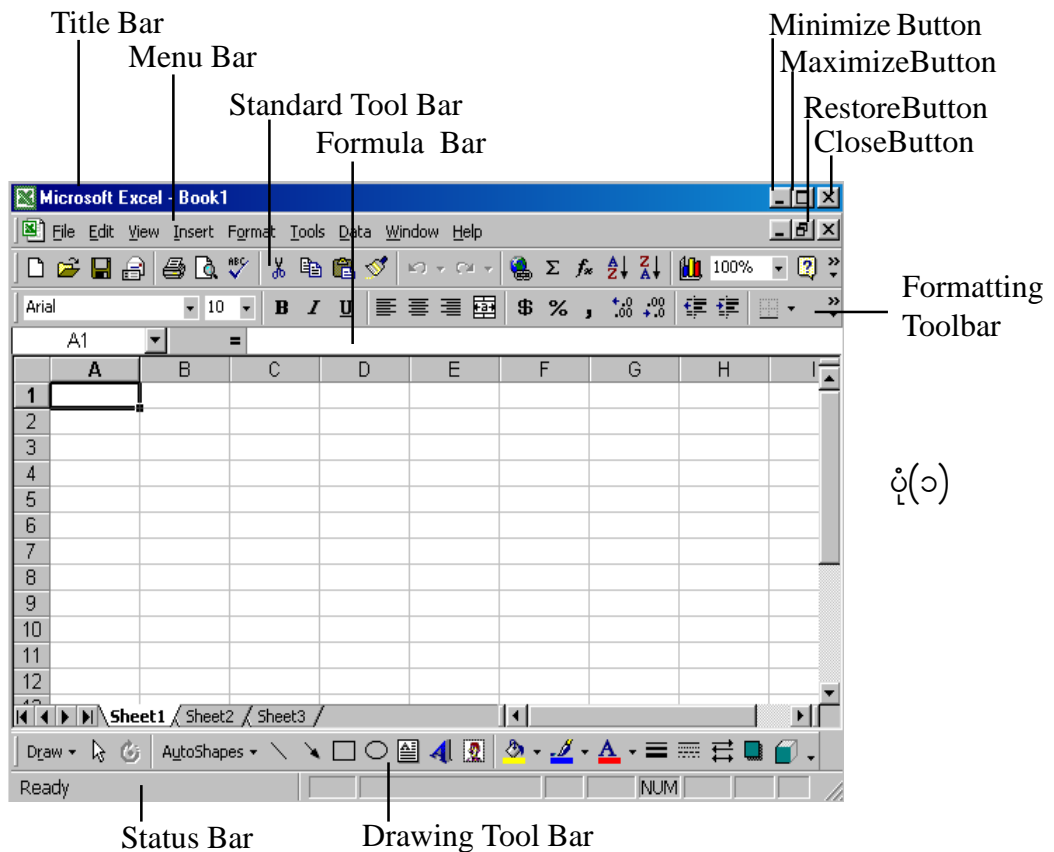 Title Bar
Minimize Button
Menu Bar
MaximizeButton
Standard Tool Bar
RestoreButton
Formula Bar
CloseButton
Microsoft Excel - Book1
File Edit View Insert Format Tools Data Window Help
100%
Arial 10 B I U $ % ,
Formatting
Toolbar
A1 =
A B C D E F G H I
1
2
3
4
ပုံ(၁)
5
6
7
8
9
10
11
12
Sheet1 Sheet2 Sheet3
Draw AutoShapes
Ready NUM
Status Bar
Drawing Tool Bar